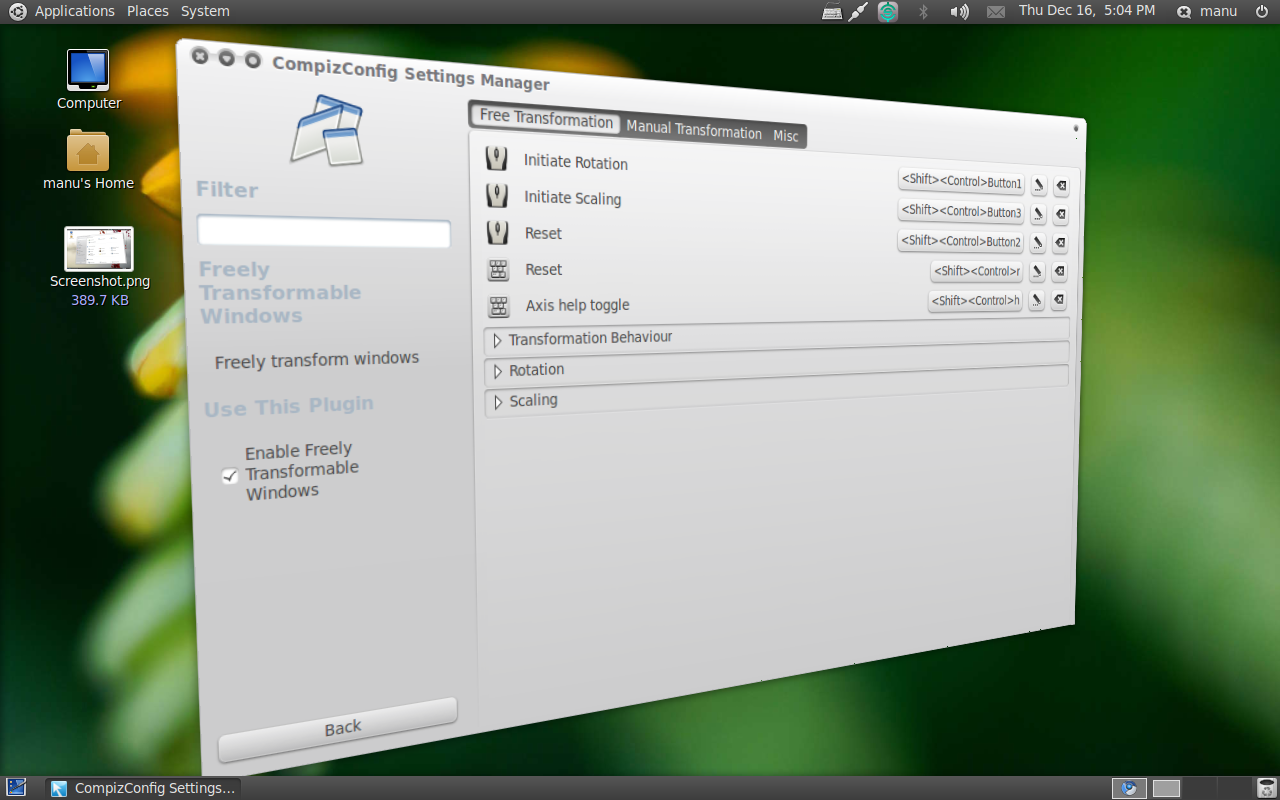 Applications Places System
Thu Dec 16, 5:04 PM manu
Computer
manu's Home
Screenshot.png
389.7 KB
CompizConfig Settings Manager
Filter
Freely
Transformable
Windows
Freely transform windows
Use This Plugin
Enable Freely
Transformable
Windows
Back
Free Transformation Manual Transformation Misc
Initiate Rotation <Shift><Control>Button1
Initiate Scaling <Shift><Control>Button3
Reset <Shift><Control>Button2
Reset <Shift><Control>r
Axis help toggle <Shift><Control>h
Transformation Behaviour
Rotation
Scaling
CompizConfig Settings...